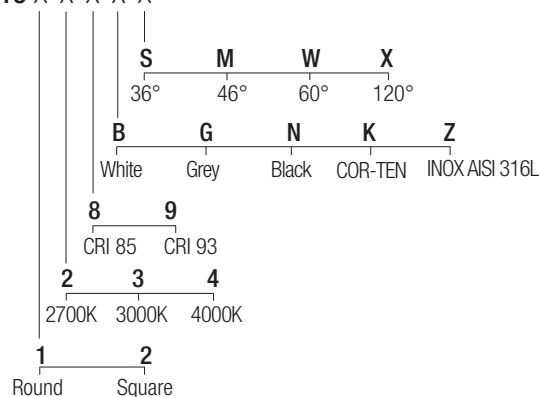 S M W X
36° 46° 60° 120°
B G N K Z
White Grey Black COR-TEN INOX AISI 316L
8 9
CRI 85 CRI 93
2 3 4
2700K 3000K 4000K
1 2
Round Square